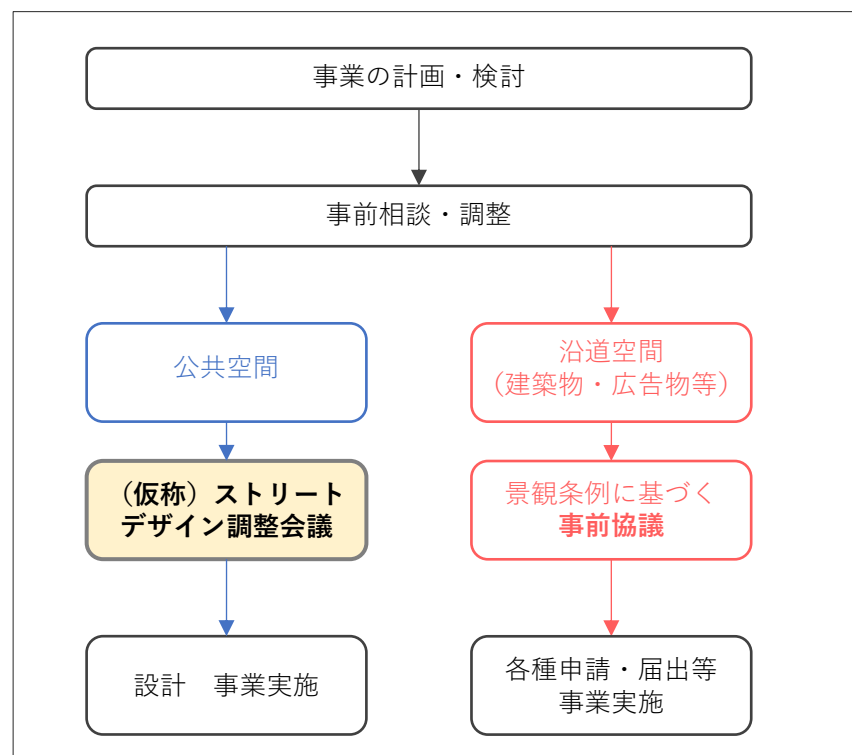 事業の計画・検討
事前相談・調整
公共空間
沿道空間
（建築物・広告物等）
（仮称）ストリート
デザイン調整会議
景観条例に基づく
事前協議
設計　事業実施
各種申請・届出等
事業実施